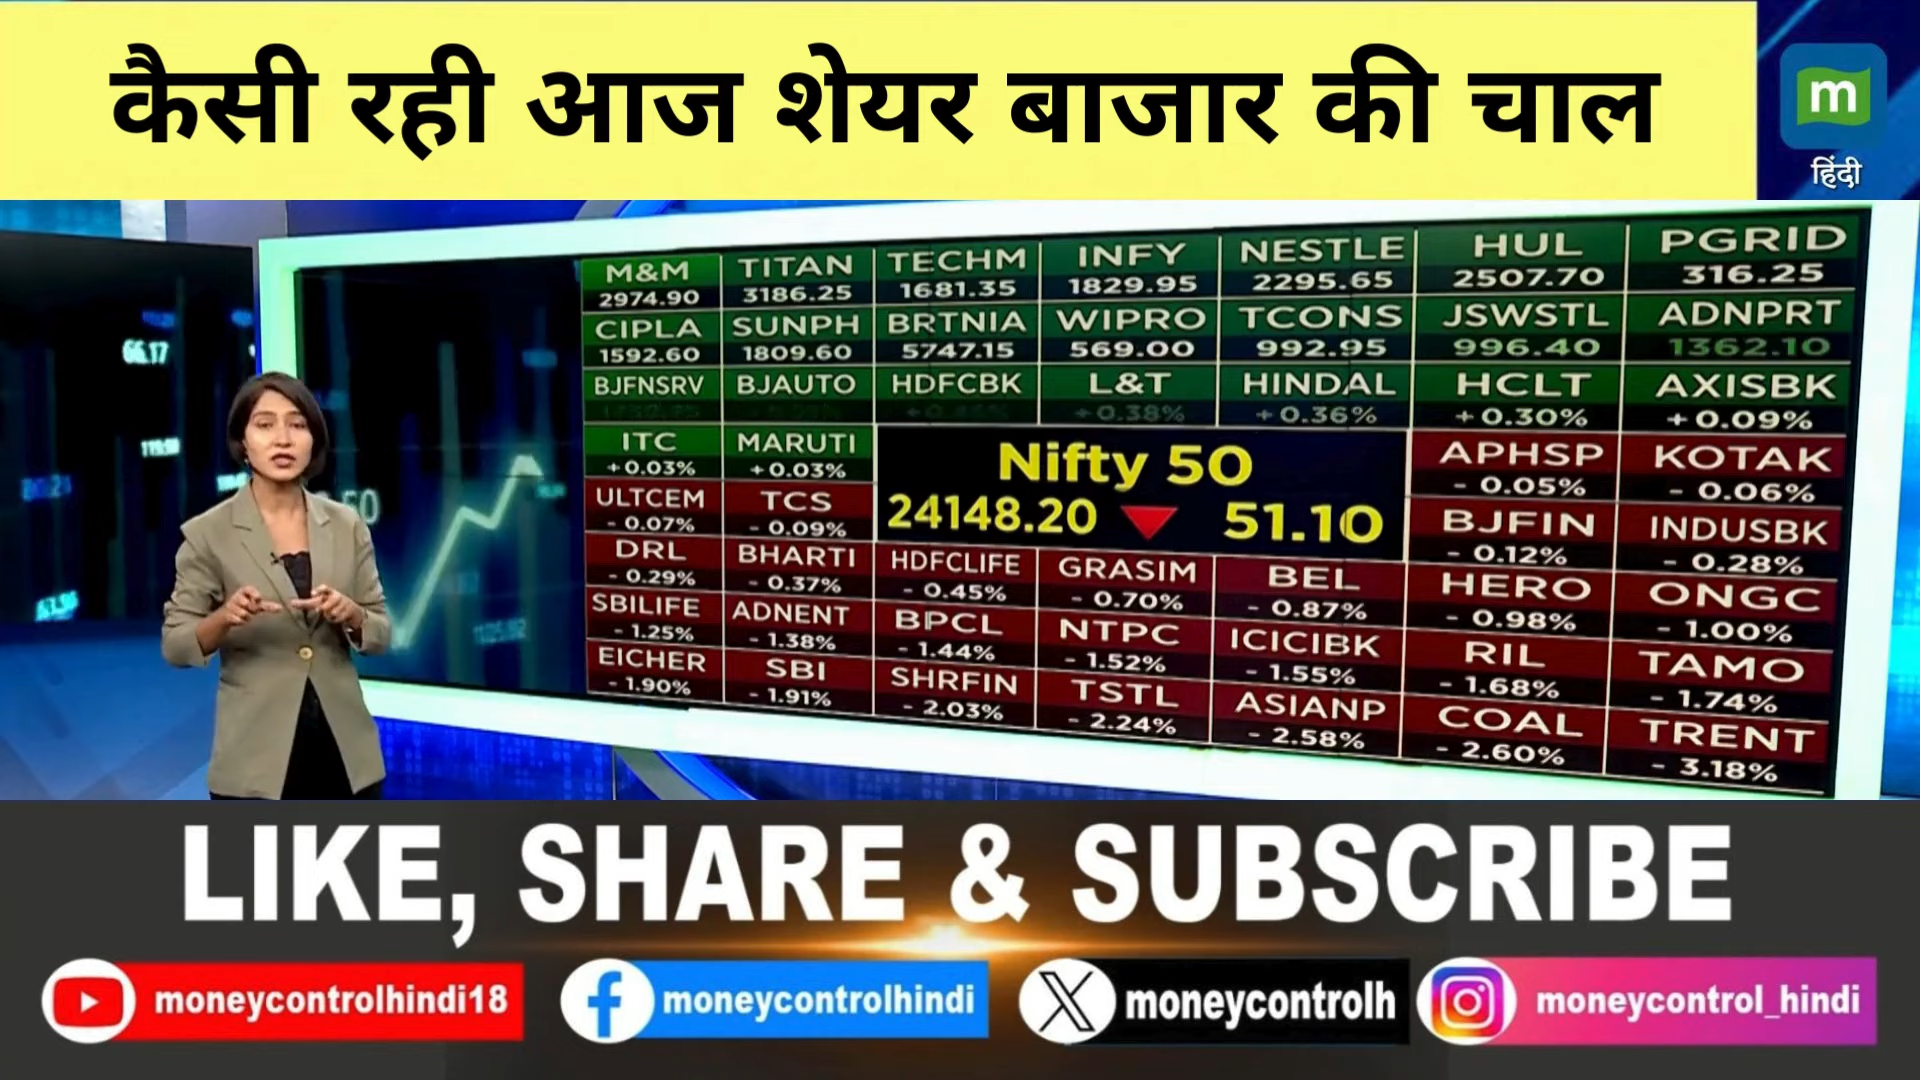 कैसी रही आज शेयर बाजार की चाल
m
हिंदी
66.17
M&M TITAN TECHM INFY NESTLE HUL PGRID
2974.90 3186.25 1681.35 1829.95 2295.65 2507.70 316.25
CIPLA SUNPH BRTNIA WIPRO TCONS JSWSTL ADNPRT
1592.60 1809.60 5747.15 569.00 992.95 996.40 1362.10
BJFNSRV BJAUTO HDFCBK L&T HINDAL HCLT AXISBK
+0.38% +0.36% +0.30% +0.09%
ITC MARUTI
+0.03% +0.03%
Nifty 50
24148.20 ▼ 51.10
APHSP KOTAK
- 0.05% - 0.06%
ULTCEM TCS
- 0.07% - 0.09%
BJFIN INDUSBK
- 0.12% - 0.28%
DRL BHARTI HDFCLIFE GRASIM BEL HERO ONGC
- 0.29% - 0.37% - 0.45% - 0.70% - 0.87% - 0.98% - 1.00%
SBILIFE ADNENT BPCL NTPC ICICIBK RIL TAMO
- 1.25% - 1.38% - 1.44% - 1.52% - 1.55% - 1.68% - 1.74%
EICHER SBI SHRFIN TSTL ASIANP COAL TRENT
- 1.90% - 1.91% - 2.03% - 2.24% - 2.58% - 2.60% - 3.18%
LIKE, SHARE & SUBSCRIBE
moneycontrolhindi18 moneycontrolhindi moneycontrolh moneycontrol_hindi